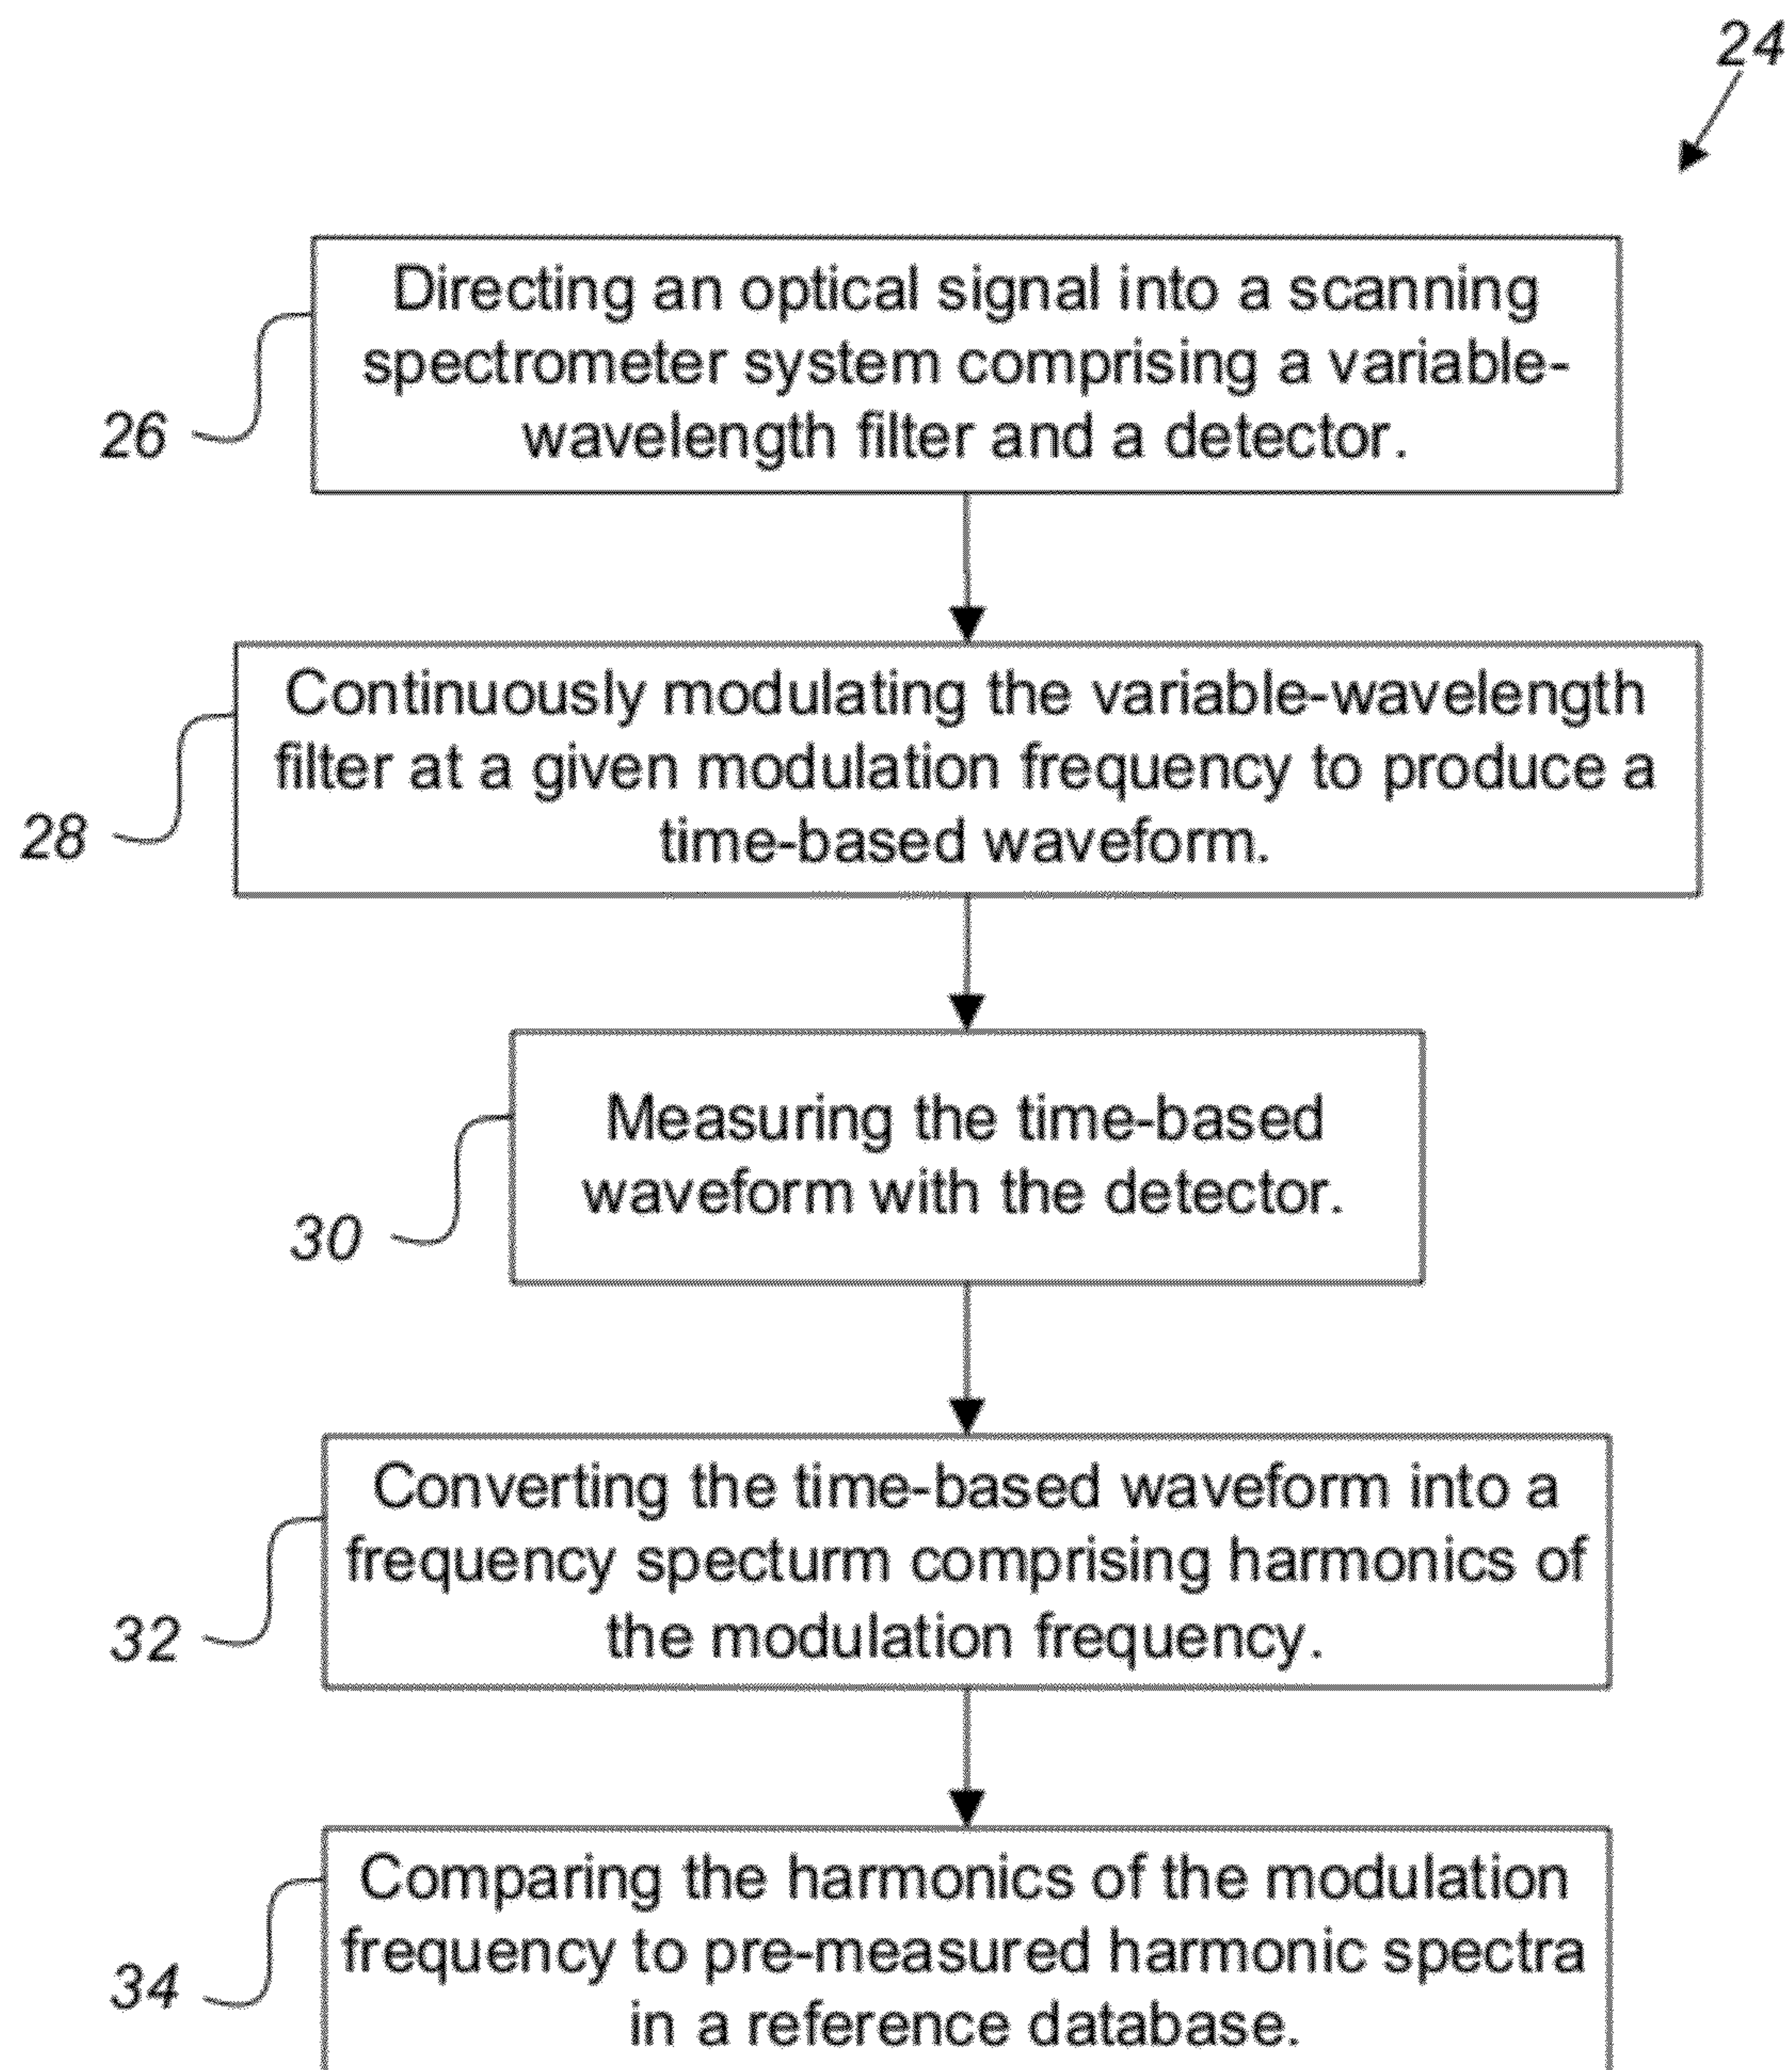 24
Directing an optical signal into a scanning
spectrometer system comprising a variable-
wavelength filter and a detector.
26
Continuously modulating the variable-wavelength
filter at a given modulation frequency to produce a
time-based waveform.
28
Measuring the time-based
waveform with the detector.
30
Converting the time-based waveform into a
frequency specturm comprising harmonics of
the modulation frequency.
32
Comparing the harmonics of the modulation
frequency to pre-measured harmonic spectra
in a reference database.
34